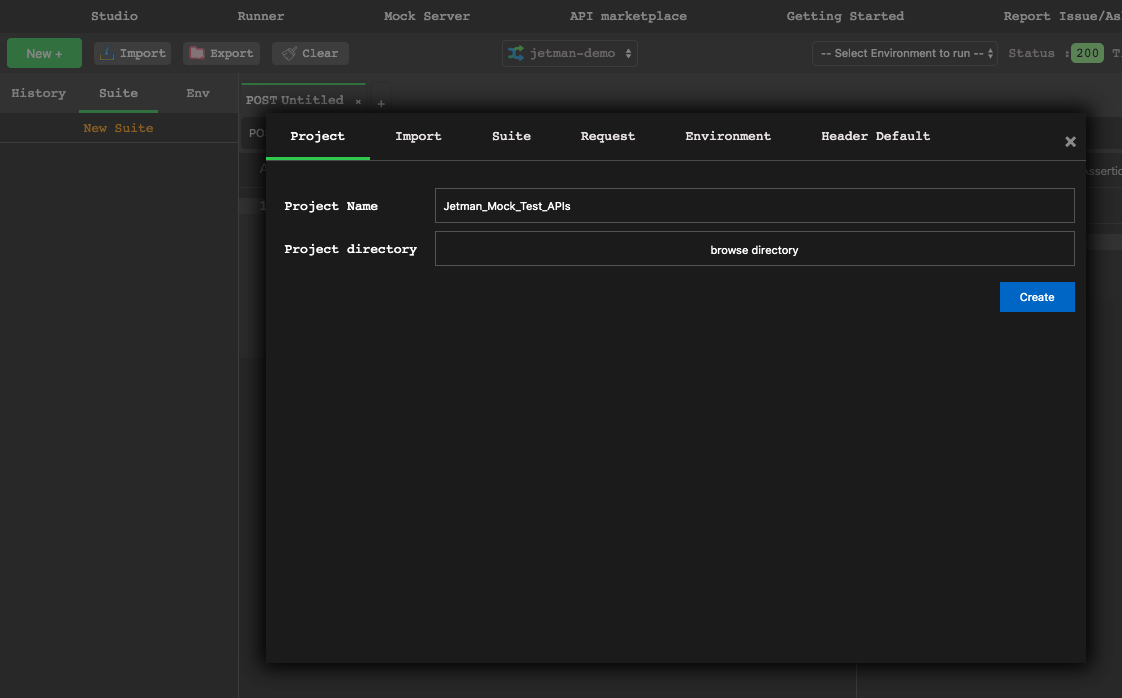 Studio Runner Mock Server API marketplace Getting Started Report Issue/As
New + Import Export Clear jetman-demo -- Select Environment to run -- Status : 200 T
History Suite Env
POST Untitled × +
New Suite
PO
Project Import Suite Request Environment Header Default ×
A Assertio
Project Name Jetman_Mock_Test_APIs
1
Project directory browse directory
Create